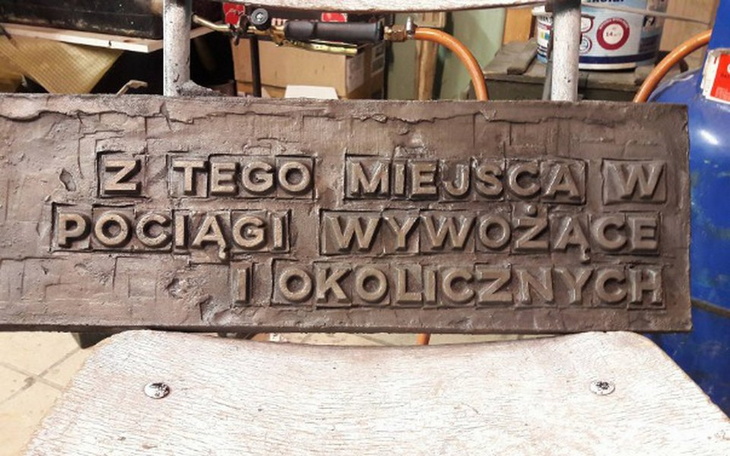 Z TEGO MIEJSCA W
POCIĄGI WYWOŻĄCE
I OKOLICZNYCH